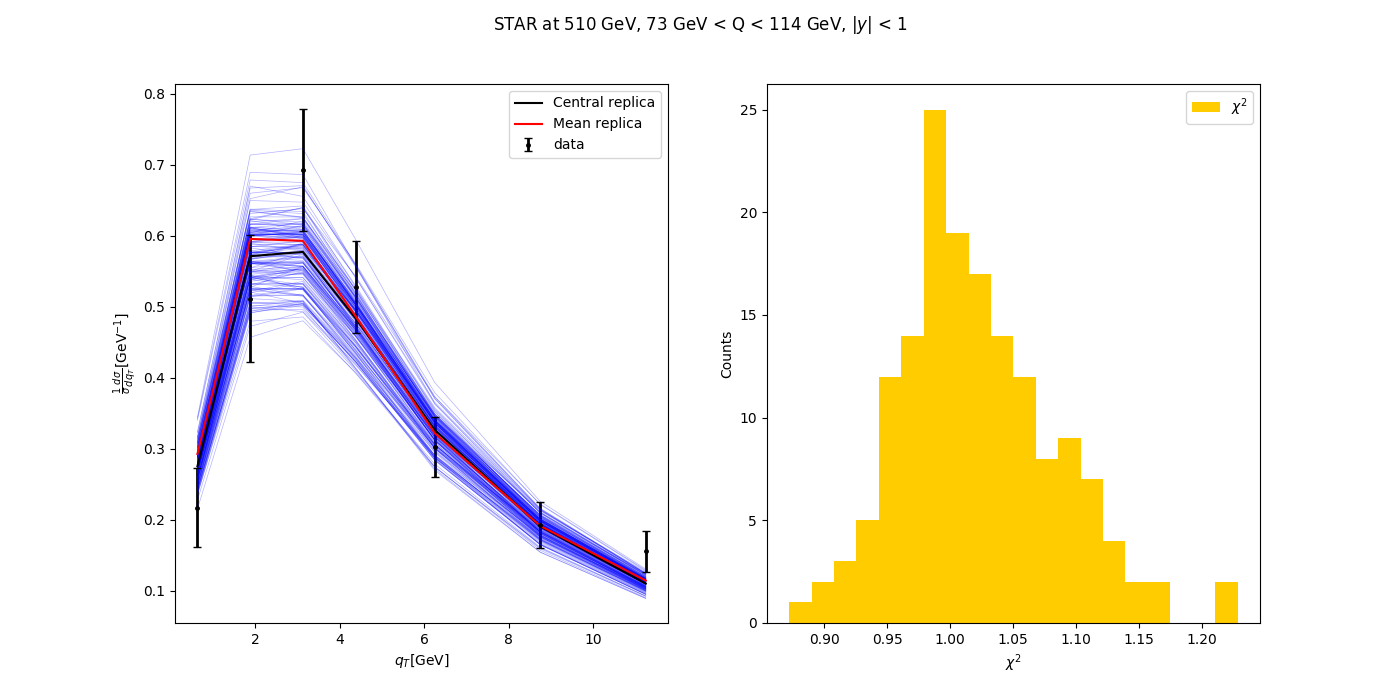 STAR at 510 GeV, 73 GeV < Q < 114 GeV, |y| < 1
0.8
0.7
0.6
0.5
0.4
0.3
0.2
0.1
1/σ dσ/dq_T [GeV⁻¹]
2
4
6
8
10
q_T[GeV]
Central replica
Mean replica
data
25
20
15
10
5
0
Counts
0.90
0.95
1.00
1.05
1.10
1.15
1.20
χ²
χ²